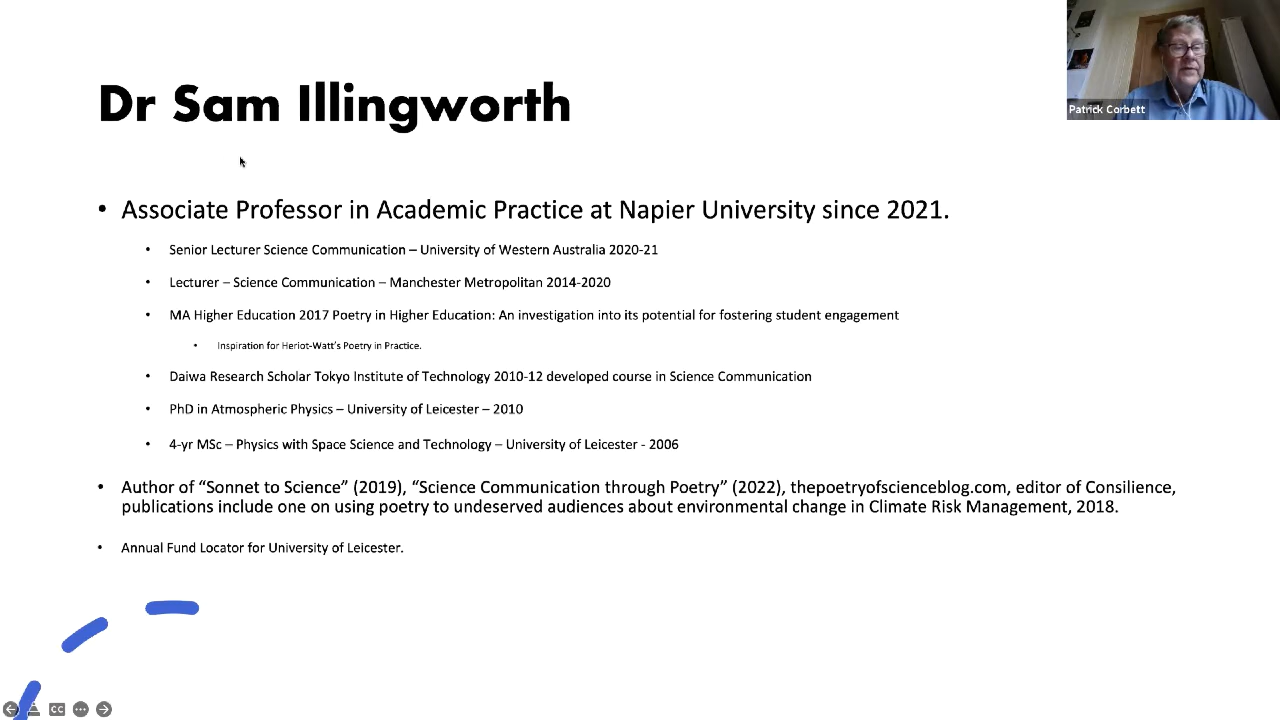 Dr Sam Illingworth
Patrick Corbett
• Associate Professor in Academic Practice at Napier University since 2021.
• Senior Lecturer Science Communication – University of Western Australia 2020-21
• Lecturer – Science Communication – Manchester Metropolitan 2014-2020
• MA Higher Education 2017 Poetry in Higher Education: An investigation into its potential for fostering student engagement
• Inspiration for Heriot-Watt's Poetry in Practice.
• Daiwa Research Scholar Tokyo Institute of Technology 2010-12 developed course in Science Communication
• PhD in Atmospheric Physics – University of Leicester – 2010
• 4-yr MSc – Physics with Space Science and Technology – University of Leicester - 2006
• Author of “Sonnet to Science” (2019), “Science Communication through Poetry” (2022), thepoetryofscienceblog.com, editor of Consilience,
publications include one on using poetry to undeserved audiences about environmental change in Climate Risk Management, 2018.
• Annual Fund Locator for University of Leicester.
CC